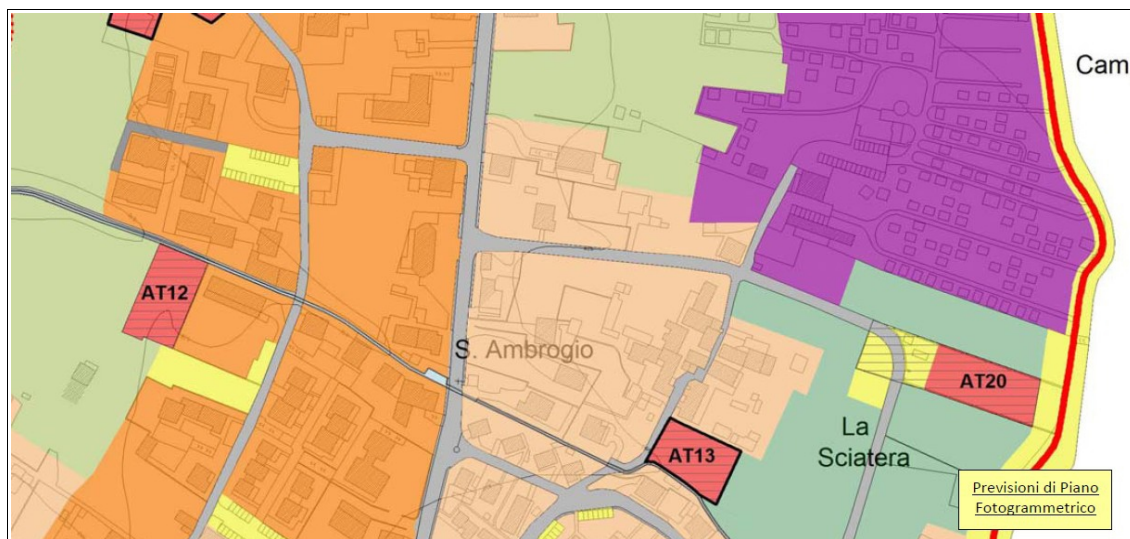 Cam
AT12
S. Ambrogio
AT20
La
Sciatera
AT13
Previsioni di Piano
Fotogrammetrico